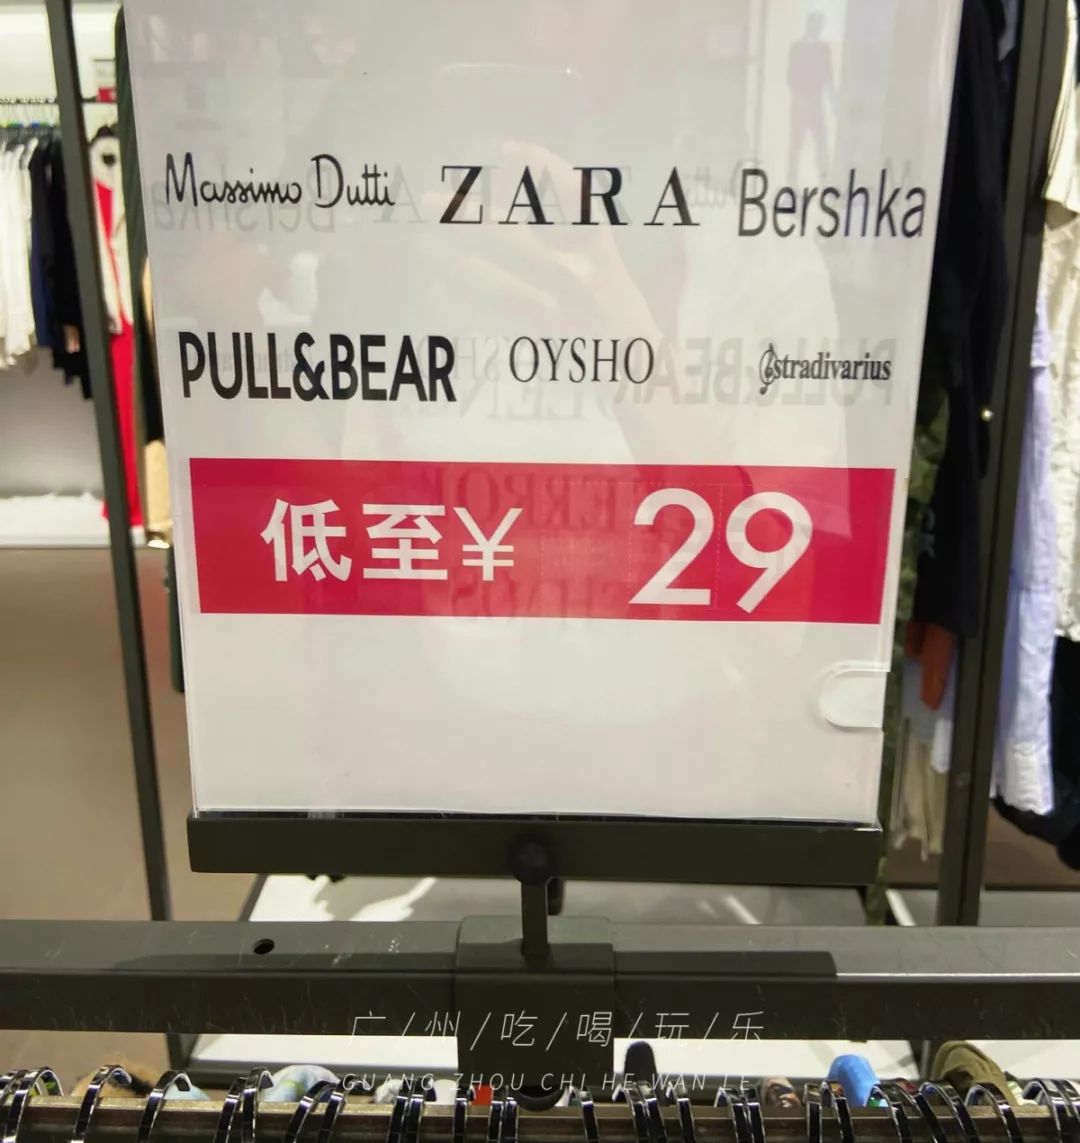 Massimo Dutti ZARA Bershka
PULL&BEAR OYSHO stradivarius
低至¥ 29
广/州/吃/喝/玩/乐
GUANG ZHOU CHI HE WAN LE